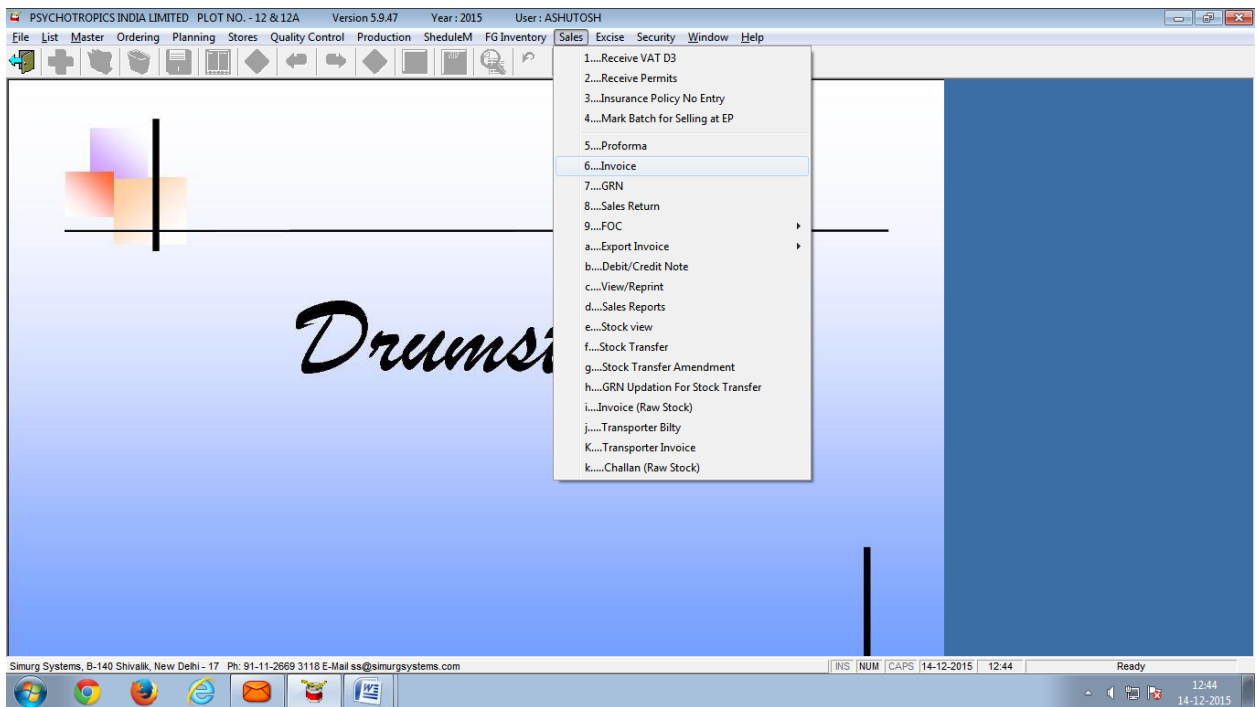 PSYCHOTROPICS INDIA LIMITED PLOT NO. - 12 & 12A Version 5.9.47 Year : 2015 User : ASHUTOSH
File List Master Ordering Planning Stores Quality Control Production SheduleM FG Inventory Sales Excise Security Window Help
1....Receive VAT D3
2....Receive Permits
3....Insurance Policy No Entry
4....Mark Batch for Selling at EP
5....Proforma
6....Invoice
7....GRN
8....Sales Return
9....FOC
a....Export Invoice
b....Debit/Credit Note
c....View/Reprint
d....Sales Reports
e....Stock view
f....Stock Transfer
g....Stock Transfer Amendment
h....GRN Updation For Stock Transfer
i....Invoice (Raw Stock)
j.....Transporter Bilty
K....Transporter Invoice
k.....Challan (Raw Stock)
Drums
Simurg Systems, B-140 Shivalik, New Delhi - 17 Ph: 91-11-2669 3118 E-Mail ss@simurgsystems.com INS NUM CAPS 14-12-2015 12:44 Ready
12:44
14-12-2015